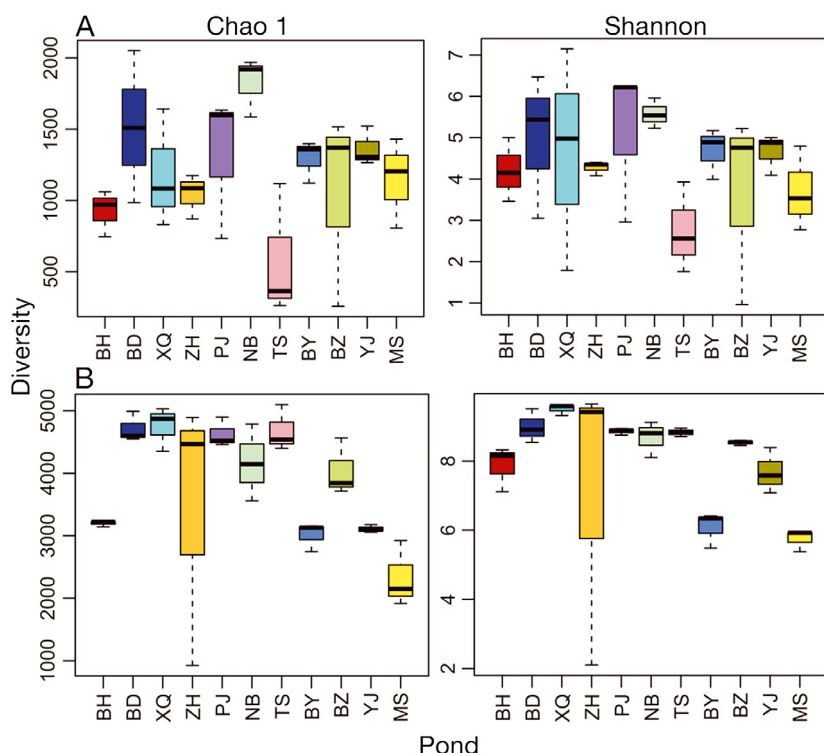 A
Chao 1
Shannon
2000
1500
1000
500
7
6
5
4
3
2
1
BH BD XQ ZH PJ NB TS BY BZ YJ MS
BH BD XQ ZH PJ NB TS BY BZ YJ MS
Diversity
B
5000
4000
3000
2000
1000
8
6
4
2
BH BD XQ ZH PJ NB TS BY BZ YJ MS
BH BD XQ ZH PJ NB TS BY BZ YJ MS
Pond